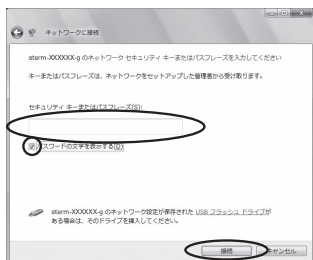 ネットワークに接続
aterm-XXXXXX-g のネットワーク セキュリティ キーまたはパスフレーズを入力してください
キーまたはパスフレーズは、ネットワークをセットアップした管理者から受け取ります。
セキュリティ キーまたはパスフレーズ(S):
パスワードの文字を表示する(D)
aterm-XXXXXX-g のネットワーク設定が保存された USB フラッシュ ドライブが
ある場合は、そのドライブを挿入してください。
接続 キャンセル